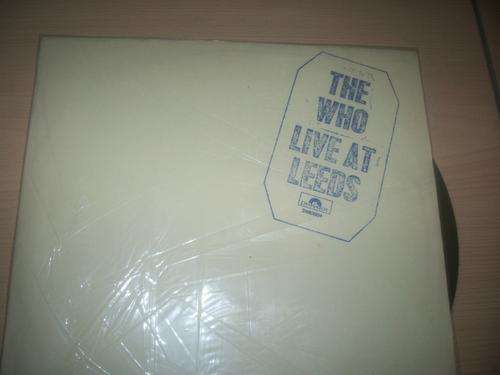 THE
WHO
LIVE AT
LEEDS